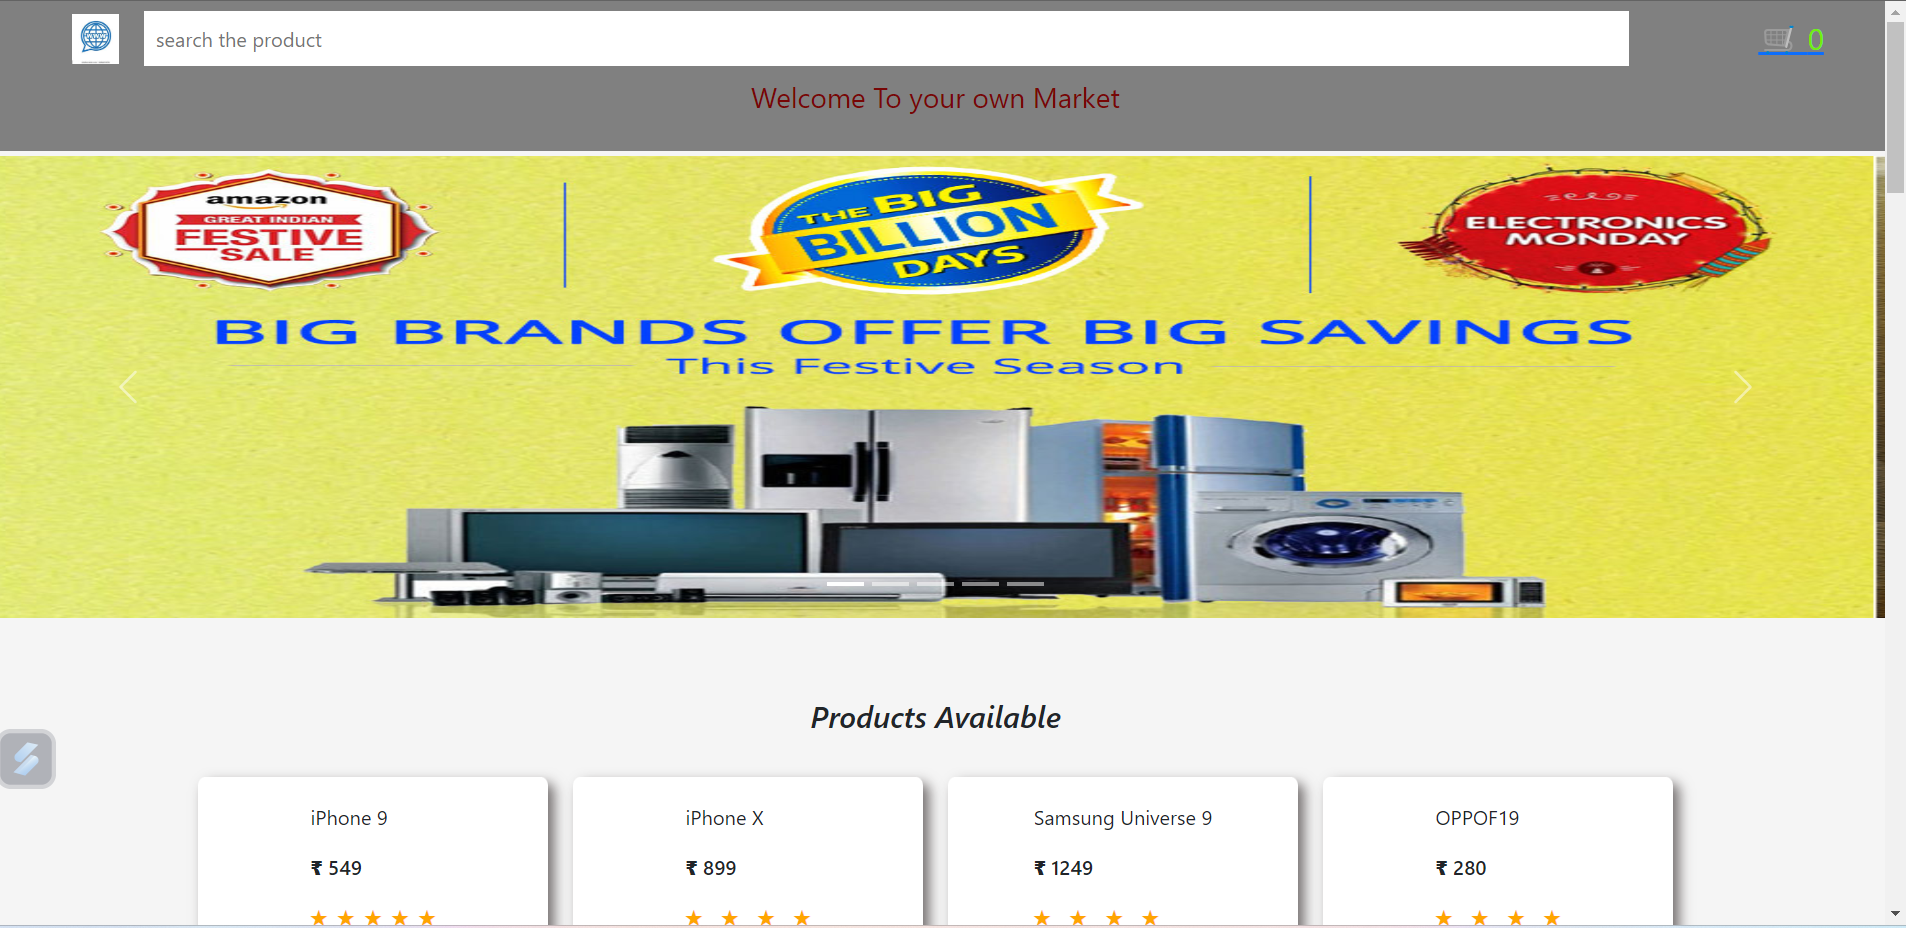 search the product
0
Welcome To your own Market
amazon
GREAT INDIAN
FESTIVE
SALE
THE BIG
BILLION
DAYS
ELECTRONICS
MONDAY
BIG BRANDS OFFER BIG SAVINGS
This Festive Season
Products Available
iPhone 9
₹ 549
iPhone X
₹ 899
Samsung Universe 9
₹ 1249
OPPOF19
₹ 280